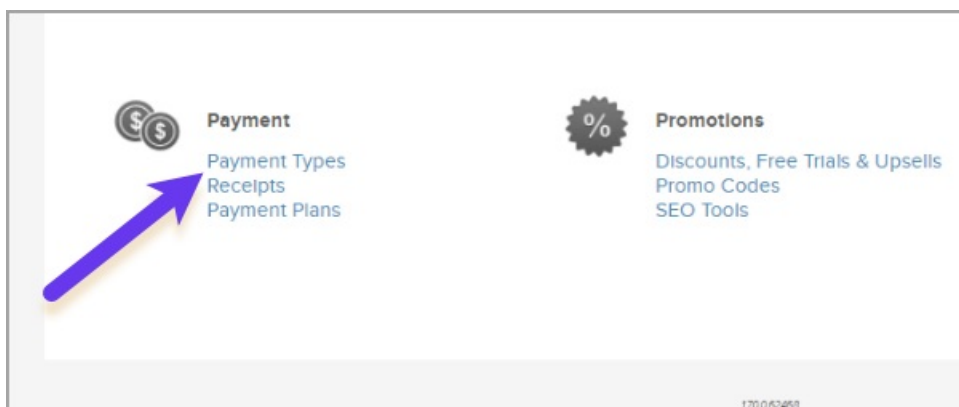 Payment
Payment Types
Receipts
Payment Plans
Promotions
Discounts, Free Trials & Upsells
Promo Codes
SEO Tools